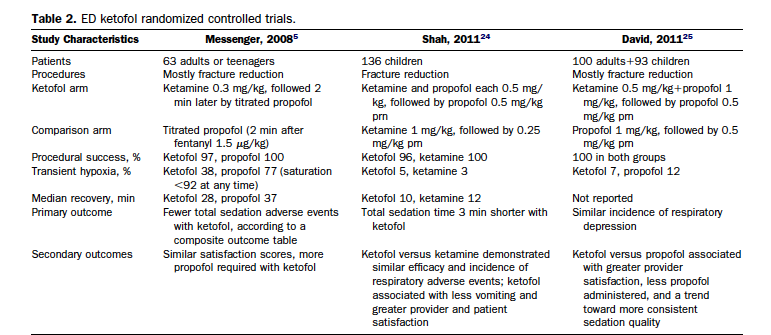 Table 2. ED ketofol randomized controlled trials.
Study Characteristics
Messenger, 2008⁵
Shah, 2011²⁴
David, 2011²⁵
Patients
63 adults or teenagers
136 children
100 adults+93 children
Procedures
Mostly fracture reduction
Fracture reduction
Mostly fracture reduction
Ketofol arm
Ketamine 0.3 mg/kg, followed 2
min later by titrated propofol
Ketamine and propofol each 0.5 mg/
kg, followed by propofol 0.5 mg/kg
prn
Ketamine 0.5 mg/kg+propofol 1
mg/kg, followed by propofol 0.5
mg/kg prn
Comparison arm
Titrated propofol (2 min after
fentanyl 1.5 μg/kg)
Ketamine 1 mg/kg, followed by 0.25
mg/kg prn
Propofol 1 mg/kg, followed by 0.5
mg/kg prn
Procedural success, %
Ketofol 97, propofol 100
Ketofol 96, ketamine 100
100 in both groups
Transient hypoxia, %
Ketofol 38, propofol 77 (saturation
<92 at any time)
Ketofol 5, ketamine 3
Ketofol 7, propofol 12
Median recovery, min
Ketofol 28, propofol 37
Ketofol 10, ketamine 12
Not reported
Primary outcome
Fewer total sedation adverse events
with ketofol, according to a
composite outcome table
Total sedation time 3 min shorter with
ketofol
Similar incidence of respiratory
depression
Secondary outcomes
Similar satisfaction scores, more
propofol required with ketofol
Ketofol versus ketamine demonstrated
similar efficacy and incidence of
respiratory adverse events; ketofol
associated with less vomiting and
greater provider and patient
satisfaction
Ketofol versus propofol associated
with greater provider
satisfaction, less propofol
administered, and a trend
toward more consistent
sedation quality